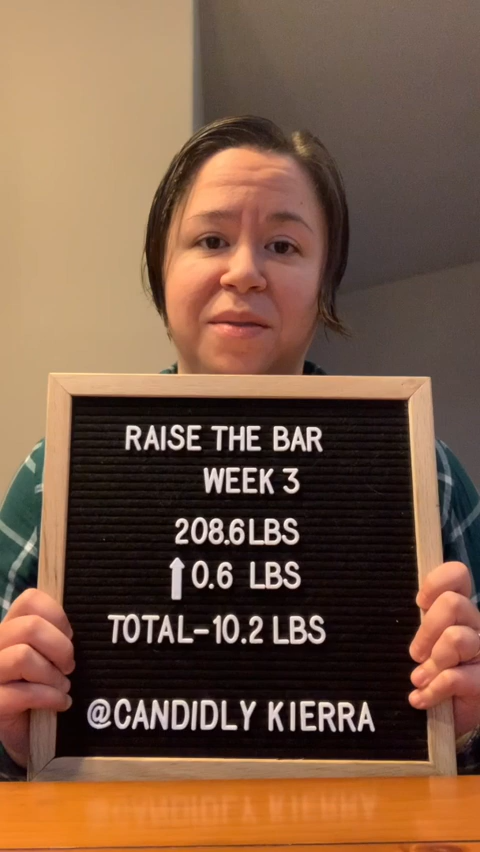 RAISE THE BAR
WEEK 3
208.6LBS
↑0.6 LBS
TOTAL-10.2 LBS
@CANDIDLY KIERRA